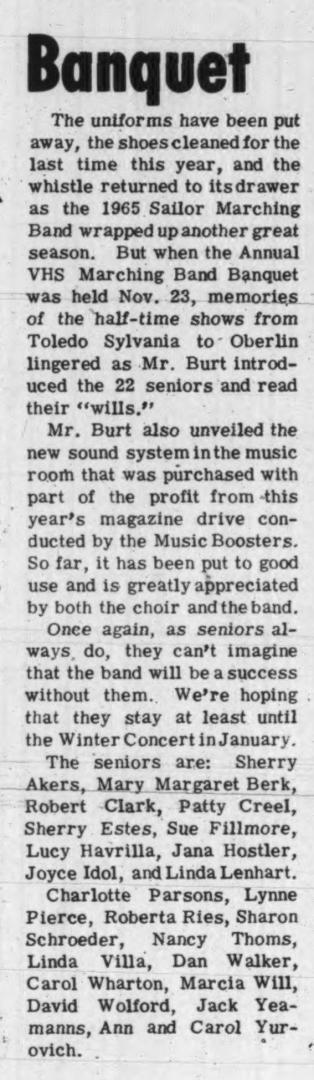 Banquet
The uniforms have been put
away, the shoes cleaned for the
last time this year, and the
whistle returned to its drawer
as the 1965 Sailor Marching
Band wrapped up another great
season. But when the Annual
VHS Marching Band Banquet
was held Nov. 23, memories
of the half-time shows from
Toledo Sylvania to Oberlin
lingered as Mr. Burt introd-
uced the 22 seniors and read
their "wills."
Mr. Burt also unveiled the
new sound system in the music
room that was purchased with
part of the profit from this
year's magazine drive con-
ducted by the Music Boosters.
So far, it has been put to good
use and is greatly appreciated
by both the choir and the band.
Once again, as seniors al-
ways do, they can't imagine
that the band will be a success
without them. We're hoping
that they stay at least until
the Winter Concert in January.
The seniors are: Sherry
Akers, Mary Margaret Berk,
Robert Clark, Patty Creel,
Sherry Estes, Sue Fillmore,
Lucy Havrilla, Jana Hostler,
Joyce Idol, and Linda Lenhart.
Charlotte Parsons, Lynne
Pierce, Roberta Ries, Sharon
Schroeder, Nancy Thoms,
Linda Villa, Dan Walker,
Carol Wharton, Marcia Will,
David Wolford, Jack Yea-
manns, Ann and Carol Yur-
ovich.